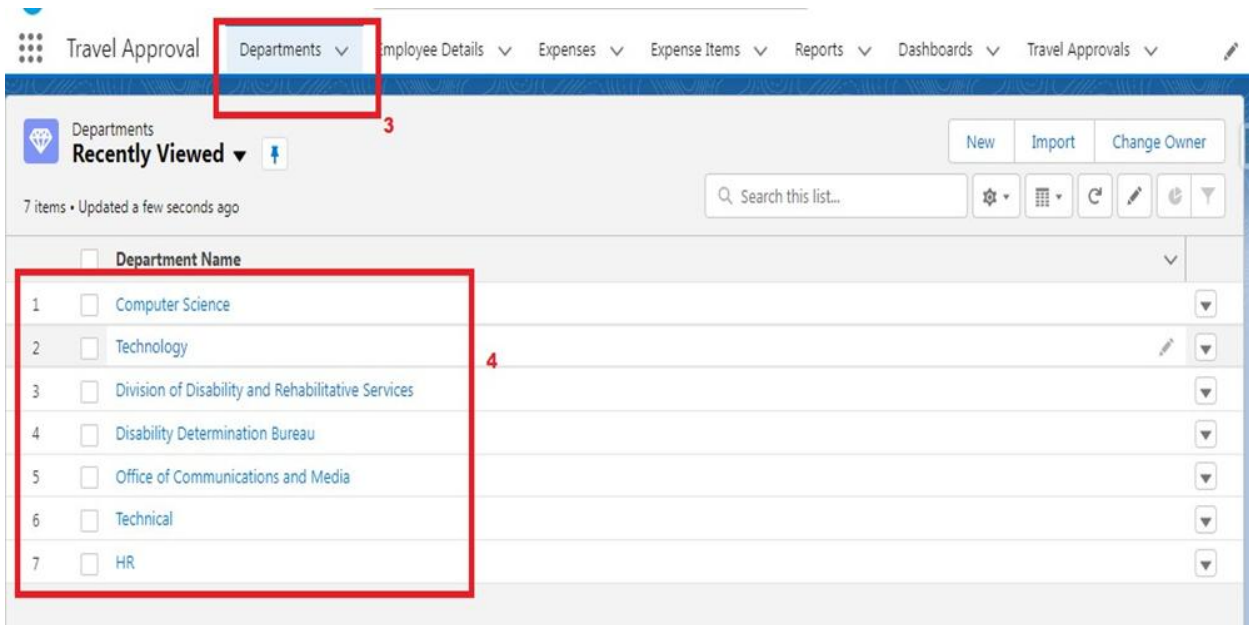 Travel Approval Departments Employee Details Expenses Expense Items Reports Dashboards Travel Approvals
3
Departments
Recently Viewed
New Import Change Owner
7 items • Updated a few seconds ago
Search this list...
Department Name
1 Computer Science
2 Technology
4
3 Division of Disability and Rehabilitative Services
4 Disability Determination Bureau
5 Office of Communications and Media
6 Technical
7 HR